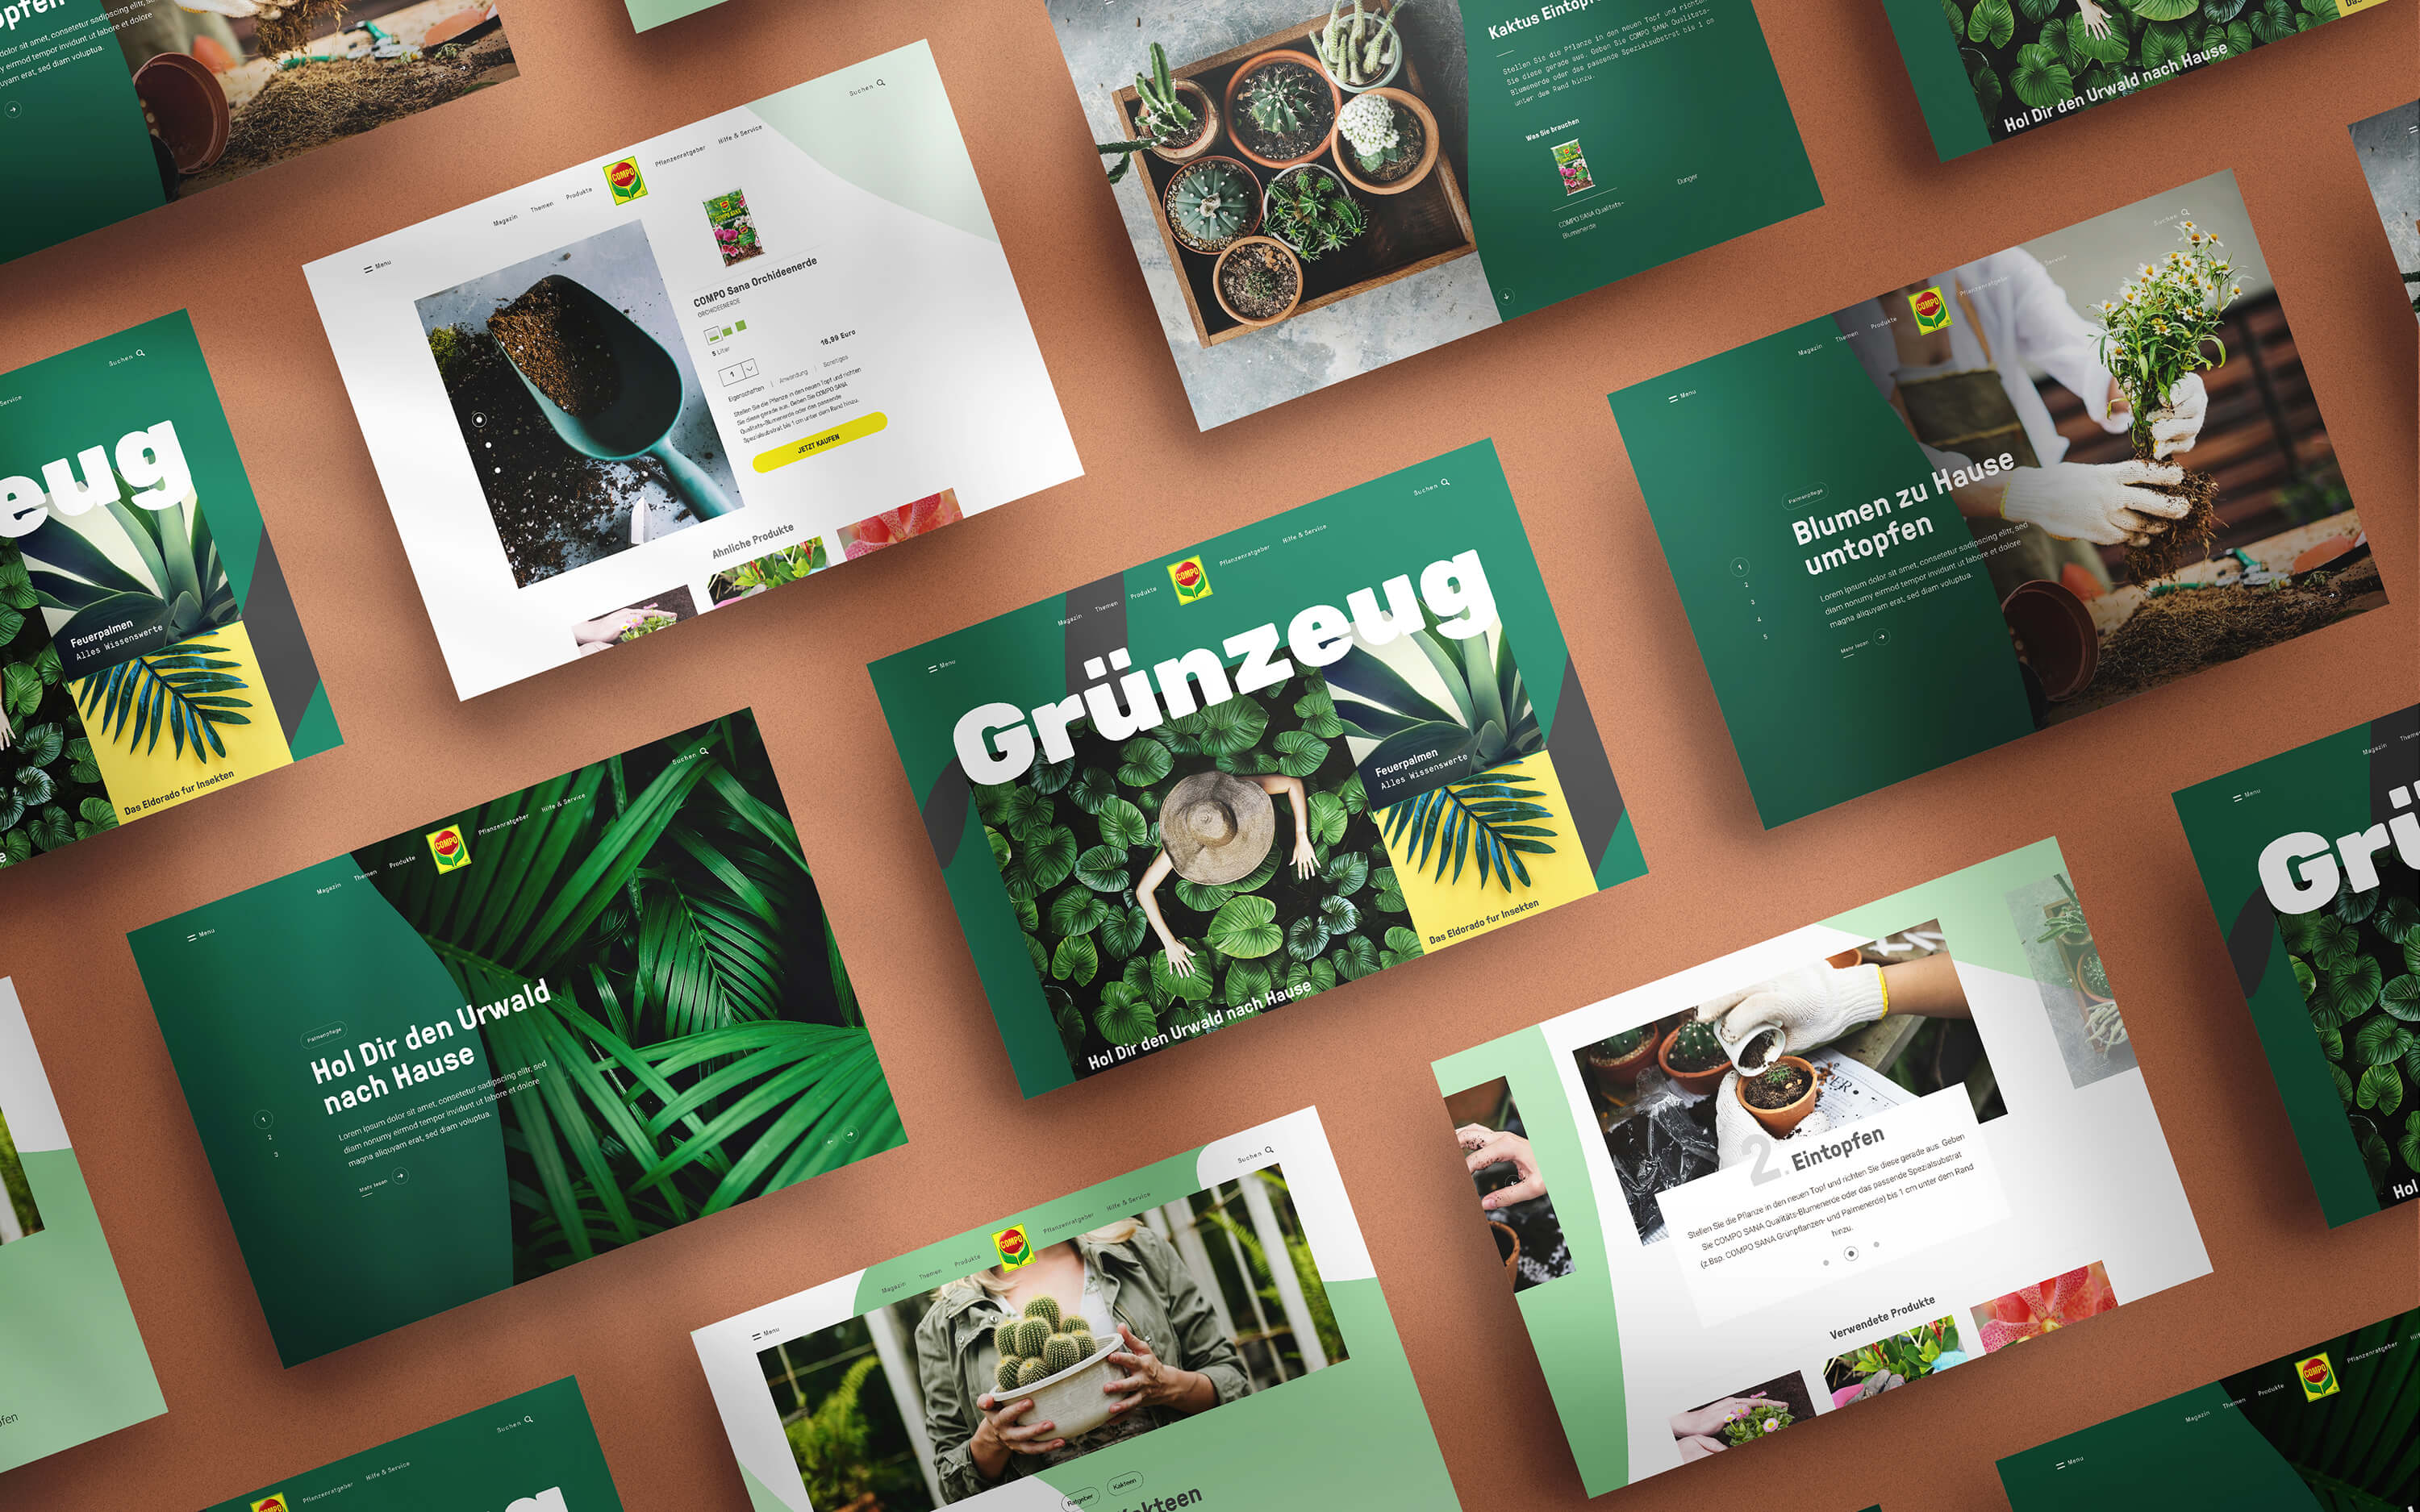 opfen
dolor sit amet, consetetur sadipscing elitr, se
y eirmod tempor invidunt ut labore et dolore
uyam erat, sed diam voluptua.
Menu
Magazin
Themen
Produkte
COMPO
Pflanzenratgeber
Hilfe & Service
Suchen
COMPO Sana Orchideenerde
ORCHIDEENERDE
5 Liter
16,99 Euro
1
Eigenschaften
Anwendung
Sonstiges
Stellen Sie die Pflanze in den neuen Topf und richten
Sie diese gerade aus. Geben Sie COMPO SANA
Qualitäts-Blumenerde oder das passende
Spezialsubstrat bis 1 cm unter dem Rand hinzu.
JETZT KAUFEN
Ähnliche Produkte
Kaktus Eintopf
Stellen Sie die Pflanze in den neuen Topf und richten
Sie diese gerade aus. Geben Sie COMPO SANA Qualitäts-
Blumenerde oder das passende Spezialsubstrat bis 1 cm
unter dem Rand hinzu.
Was Sie brauchen
COMPO SANA Qualitäts-
Blumenerde
Dunger
Hol Dir den Urwald nach Hause
Suchen
Service
eug
Feuerpalmen
Alles Wissenswerte
Das Eldorado fur Insekten
Menu
Magazin
Themen
Produkte
COMPO
Pflanzenratgeber
Hilfe & Service
Suchen
Grünzeug
Feuerpalmen
Alles Wissenswerte
Das Eldorado fur Insekten
Hol Dir den Urwald nach Hause
Menu
Magazin
Themen
Produkte
COMPO
Pflanzenratgeber
Service
Suchen
Palmenpflege
Blumen zu Hause
umtopfen
Lorem ipsum dolor sit amet, consetetur sadipscing elitr, sed
diam nonumy eirmod tempor invidunt ut labore et dolore
magna aliquyam erat, sed diam voluptua.
Mehr lesen
1
2
3
4
5
Menu
Magazin
Themen
Produkte
COMPO
Pflanzenratgeber
Hilfe & Service
Suchen
Palmenpflege
Hol Dir den Urwald
nach Hause
Lorem ipsum dolor sit amet, consetetur sadipscing elitr, sed
diam nonumy eirmod tempor invidunt ut labore et dolore
magna aliquyam erat, sed diam voluptua.
Mehr lesen
1
2
3
Menu
Magazin
Themen
Produkte
COMPO
Pflanzenratgeber
Hilfe & Service
Suchen
Ratgeber
Kakteen
akteen
2. Eintopfen
Stellen Sie die Pflanze in den neuen Topf und richten Sie diese gerade aus. Geben
Sie COMPO SANA Qualitäts-Blumenerde oder das passende Spezialsubstrat
(z.Bsp. COMPO SANA Grünpflanzen- und Palmenerde) bis 1 cm unter dem Rand
hinzu.
Verwendete Produkte
Menu
Magazin
Grü
Hol
pfen
COMPO
Pflanzenratgeber
Hilfe & Service
Suchen
Menu
Magazin
Themen
Produkte
COMPO
Pflanzenratgeber